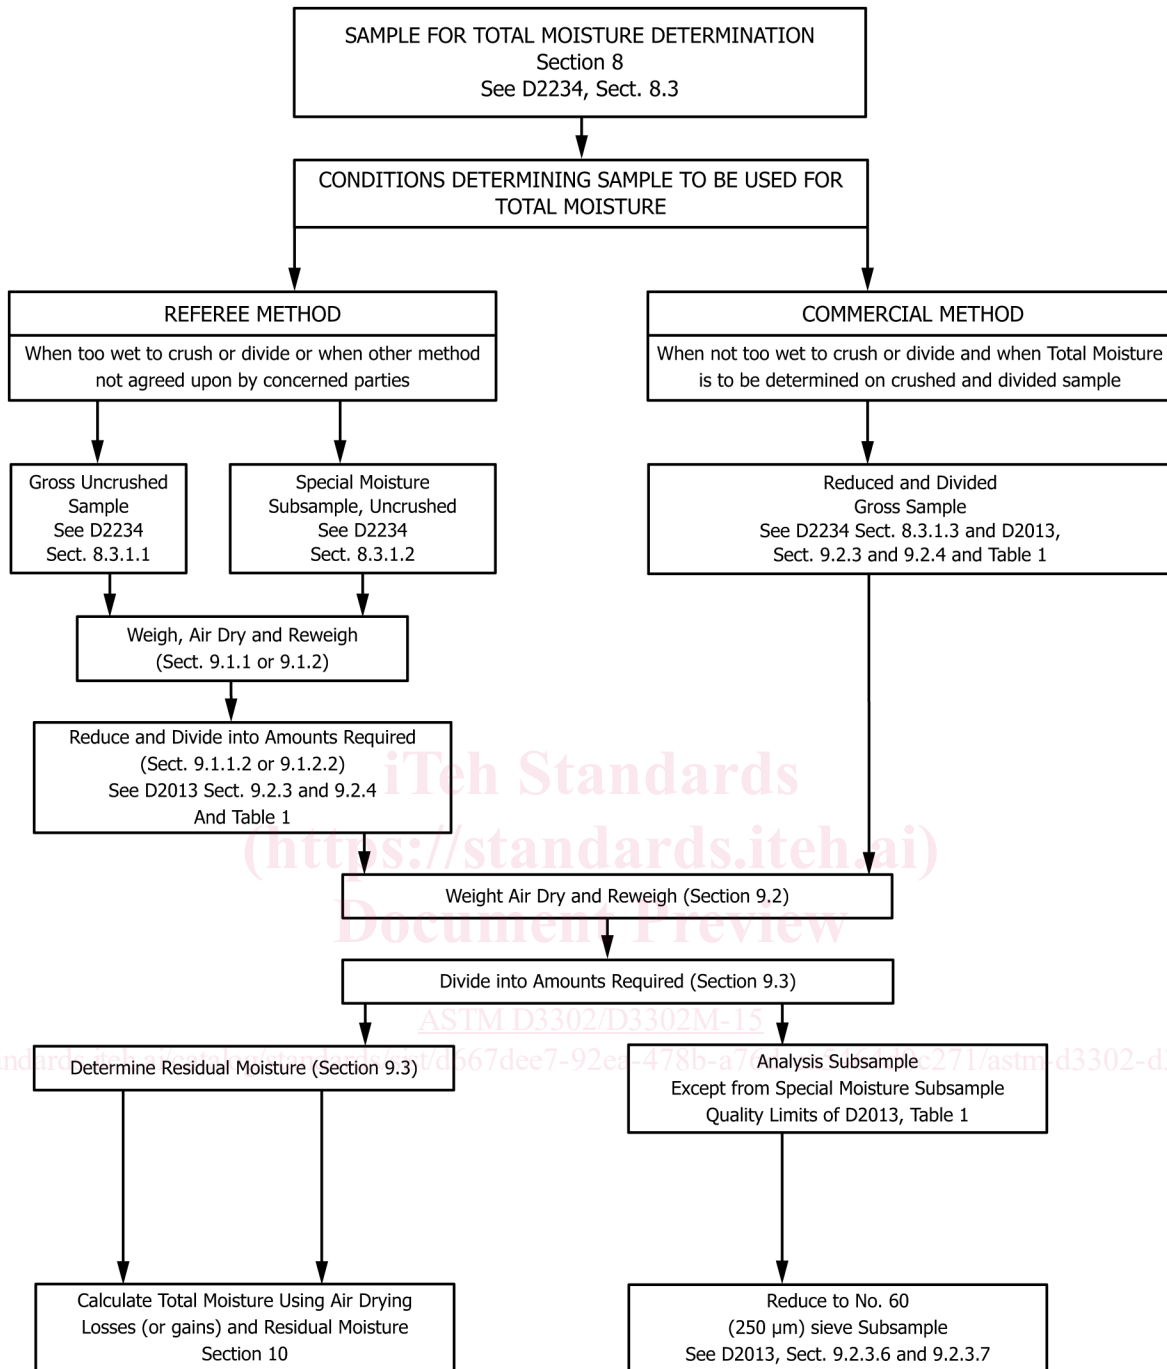 SAMPLE FOR TOTAL MOISTURE DETERMINATION
Section 8
See D2234, Sect. 8.3
CONDITIONS DETERMINING SAMPLE TO BE USED FOR
TOTAL MOISTURE
REFEREE METHOD
When too wet to crush or divide or when other method
not agreed upon by concerned parties
COMMERCIAL METHOD
When not too wet to crush or divide and when Total Moisture
is to be determined on crushed and divided sample
Gross Uncrushed
Sample
See D2234
Sect. 8.3.1.1
Special Moisture
Subsample, Uncrushed
See D2234
Sect. 8.3.1.2
Reduced and Divided
Gross Sample
See D2234 Sect. 8.3.1.3 and D2013,
Sect. 9.2.3 and 9.2.4 and Table 1
Weigh, Air Dry and Reweigh
(Sect. 9.1.1 or 9.1.2)
Reduce and Divide into Amounts Required
(Sect. 9.1.1.2 or 9.1.2.2)
See D2013 Sect. 9.2.3 and 9.2.4
And Table 1
iTeh Standards
(https://standards.iteh.ai)
Document Preview
Weight Air Dry and Reweigh (Section 9.2)
Divide into Amounts Required (Section 9.3)
ASTM D3302/D3302M-15
Determine Residual Moisture (Section 9.3)
Analysis Subsample
Except from Special Moisture Subsample
Quality Limits of D2013, Table 1
Calculate Total Moisture Using Air Drying
Losses (or gains) and Residual Moisture
Section 10
Reduce to No. 60
(250 μm) sieve Subsample
See D2013, Sect. 9.2.3.6 and 9.2.3.7